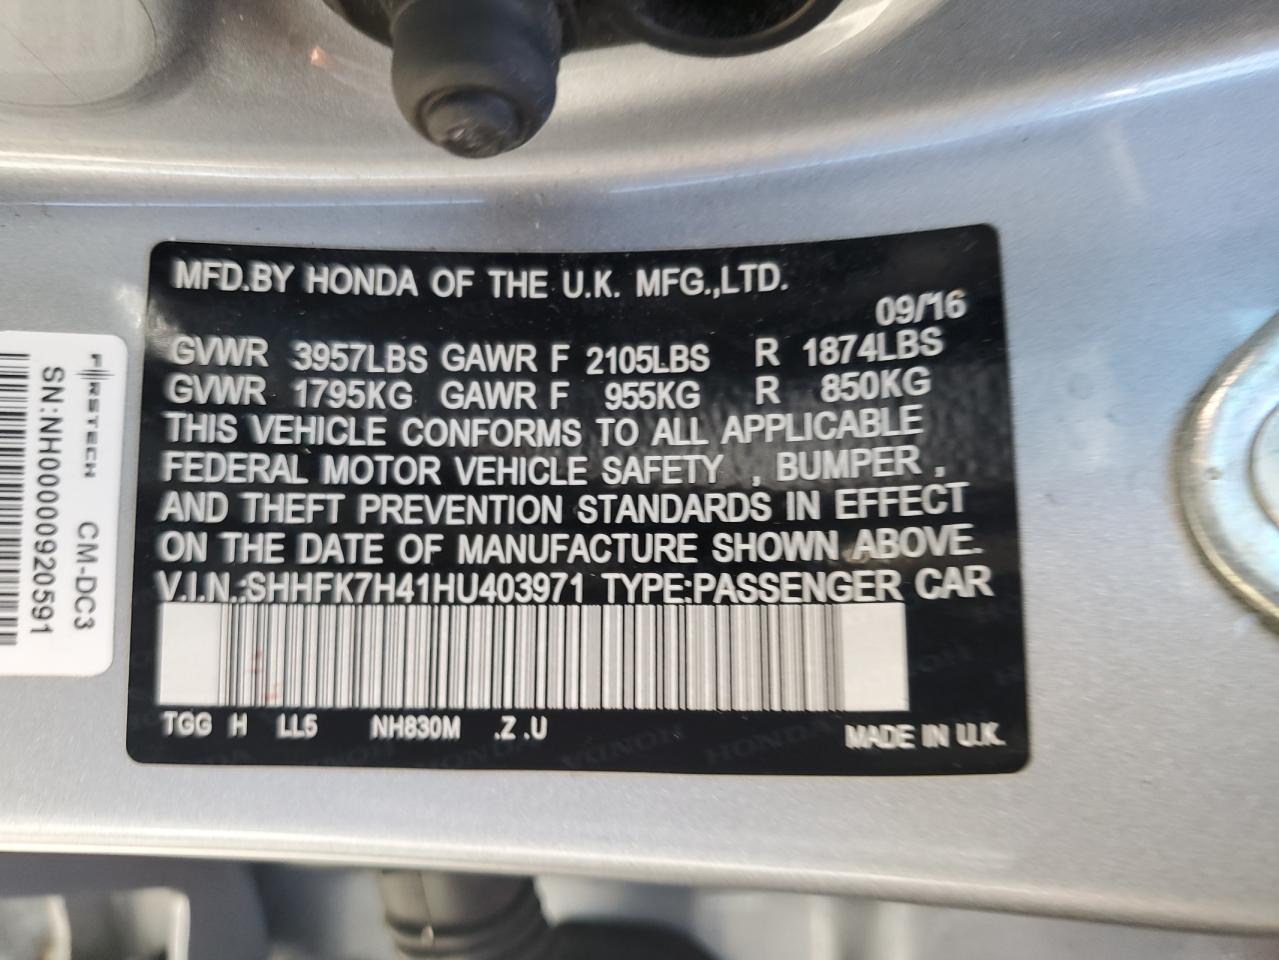 MFD.BY HONDA OF THE U.K. MFG.,LTD.
09/16
GVWR 3957LBS GAWR F 2105LBS R 1874LBS
GVWR 1795KG GAWR F 955KG R 850KG
THIS VEHICLE CONFORMS TO ALL APPLICABLE
FEDERAL MOTOR VEHICLE SAFETY , BUMPER ,
AND THEFT PREVENTION STANDARDS IN EFFECT
ON THE DATE OF MANUFACTURE SHOWN ABOVE.
V.I.N.:SHHFK7H41HU403971 TYPE:PASSENGER CAR
TGG H LL5 NH830M .Z .U
MADE IN U.K.
FIRSTECH CM-DC3
SN:NH00000920591